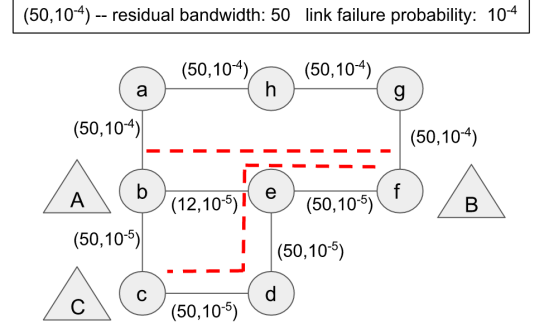 (50,10⁻⁴) -- residual bandwidth: 50 link failure probability: 10⁻⁴
(50,10⁻⁴) (50,10⁻⁴)
a h g
(50,10⁻⁴) (50,10⁻⁴)
A b e f B
(12,10⁻⁵) (50,10⁻⁵)
(50,10⁻⁵) (50,10⁻⁵)
C c d
(50,10⁻⁵)